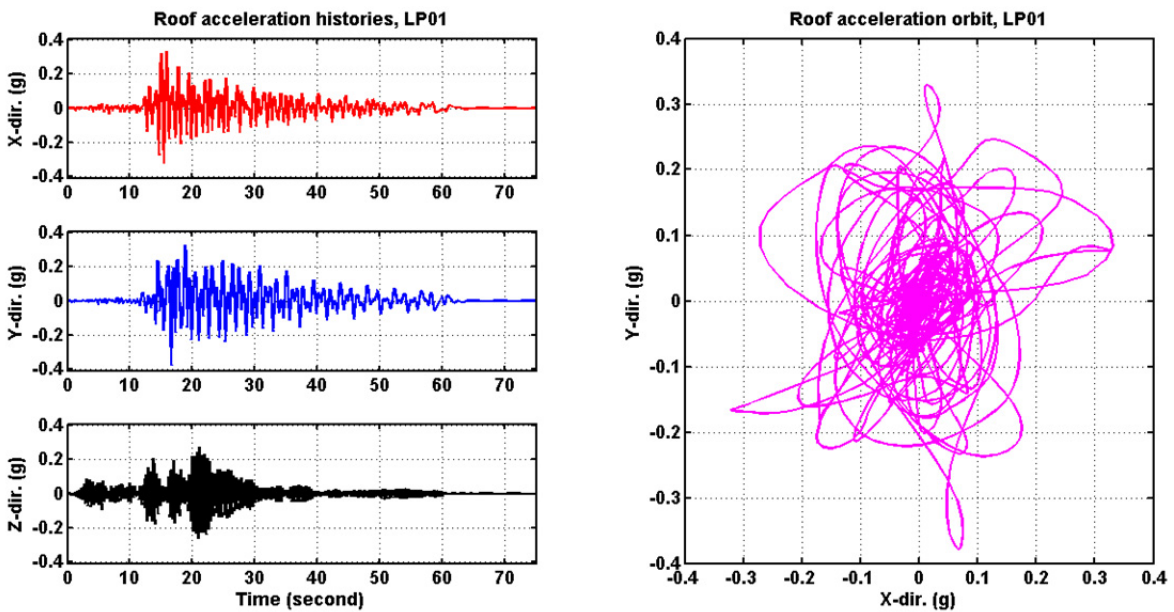 Roof acceleration histories, LP01
0.4
0.2
0
-0.2
-0.4
X-dir. (g)
0 10 20 30 40 50 60 70
0.4
0.2
0
-0.2
-0.4
Y-dir. (g)
0 10 20 30 40 50 60 70
0.4
0.2
0
-0.2
-0.4
Z-dir. (g)
0 10 20 30 40 50 60 70
Time (second)
Roof acceleration orbit, LP01
0.4
0.3
0.2
0.1
0
-0.1
-0.2
-0.3
-0.4
Y-dir. (g)
-0.4 -0.3 -0.2 -0.1 0 0.1 0.2 0.3 0.4
X-dir. (g)